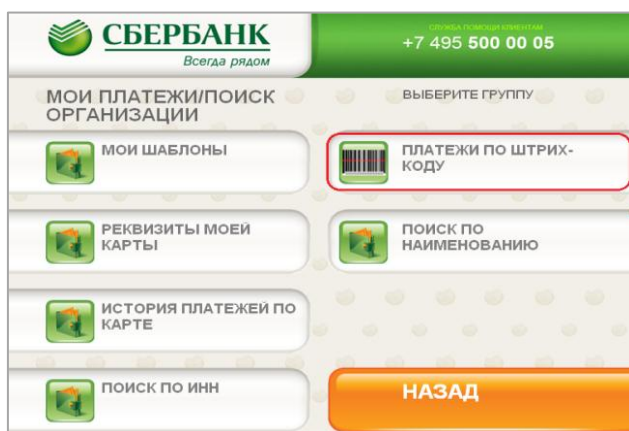 СБЕРБАНК
Всегда рядом
СЛУЖБА ПОМОЩИ КЛИЕНТАМ
+7 495 500 00 05
МОИ ПЛАТЕЖИ/ПОИСК
ОРГАНИЗАЦИИ
ВЫБЕРИТЕ ГРУППУ
МОИ ШАБЛОНЫ
ПЛАТЕЖИ ПО ШТРИХ-
КОДУ
РЕКВИЗИТЫ МОЕЙ
КАРТЫ
ПОИСК ПО
НАИМЕНОВАНИЮ
ИСТОРИЯ ПЛАТЕЖЕЙ ПО
КАРТЕ
ПОИСК ПО ИНН
НАЗАД